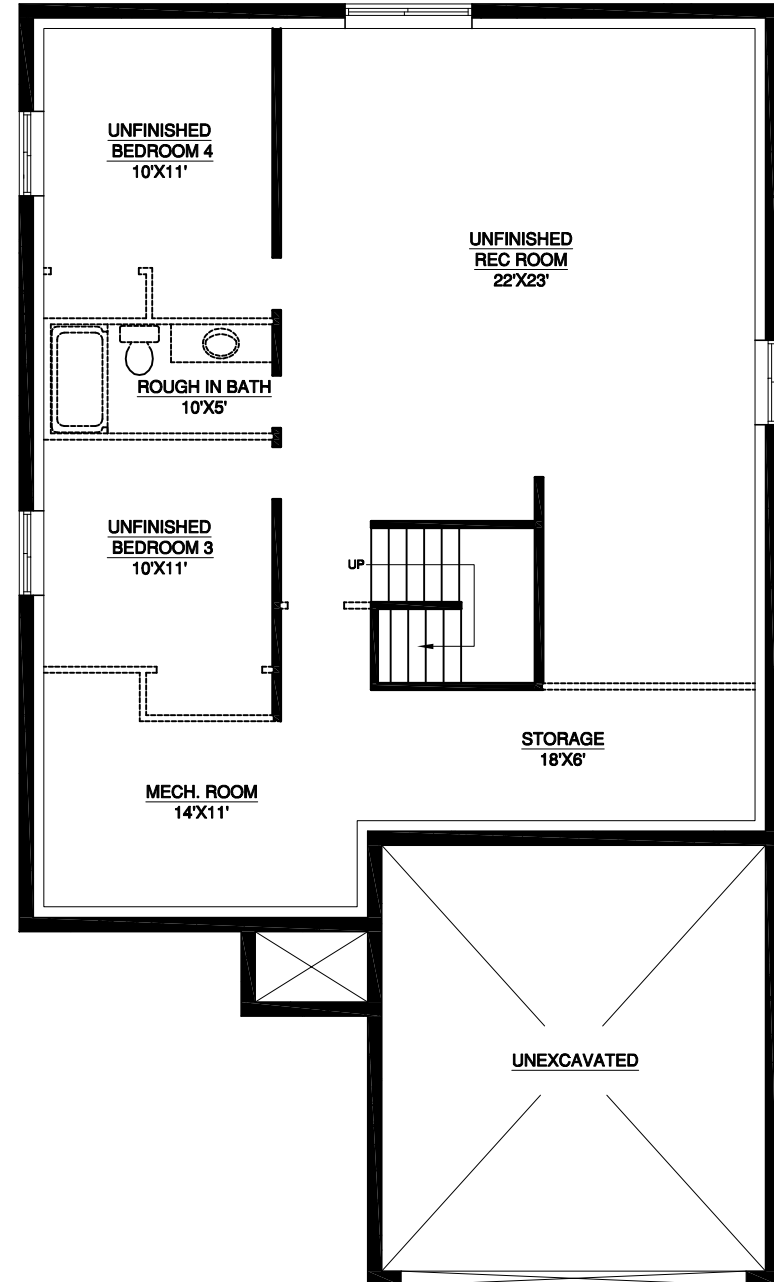 UNFINISHED
BEDROOM 4
10'X11'
UNFINISHED
REC ROOM
22'X23'
ROUGH IN BATH
10'X5'
UNFINISHED
BEDROOM 3
10'X11'
UP
STORAGE
18'X6'
MECH. ROOM
14'X11'
UNEXCAVATED